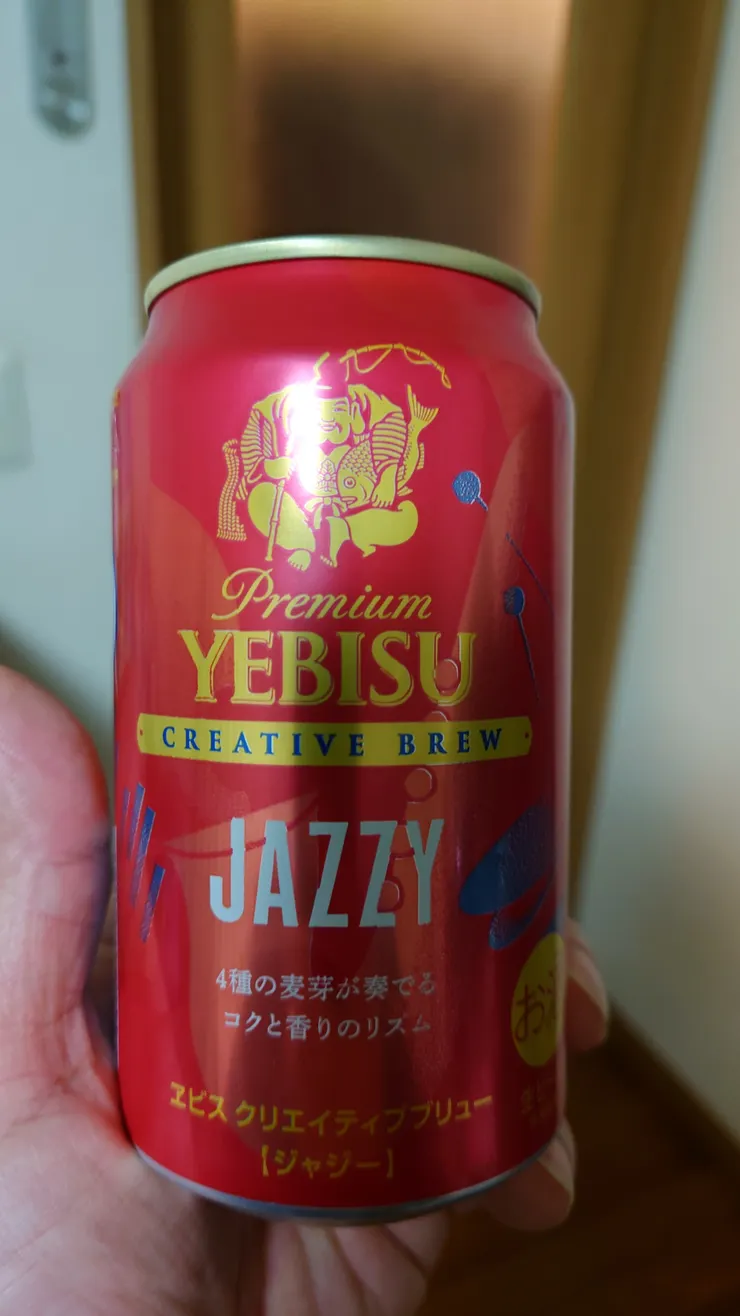 Premium
YEBISU
CREATIVE BREW
JAZZY
4種の麦芽が奏でる
コクと香りのリズム
ヱビス クリエイティブブリュー
【ジャジー】